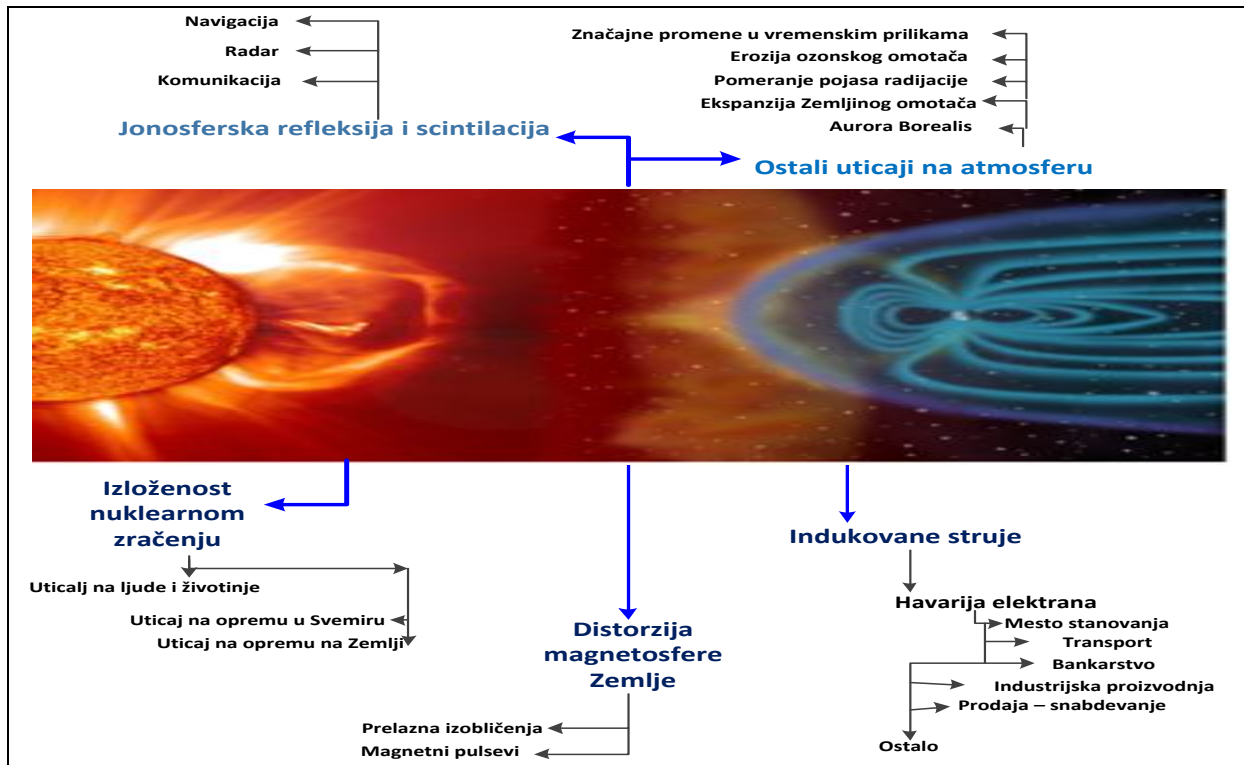 Navigacija
Radar
Komunikacija
Jonosferska refleksija i scintilacija
Značajne promene u vremenskim prilikama
Erozija ozonskog omotača
Pomeranje pojasa radijacije
Ekspanzija Zemljinog omotača
Aurora Borealis
Ostali uticaji na atmosferu
Izloženost
nuklearnom
zračenju
Uticalj na ljude i životinje
Uticaj na opremu u Svemiru
Uticaj na opremu na Zemlji
Distorzija
magnetosfere
Zemlje
Prelazna izobličenja
Magnetni pulsevi
Indukovane struje
Havarija elektrana
Mesto stanovanja
Transport
Bankarstvo
Industrijska proizvodnja
Prodaja – snabdevanje
Ostalo